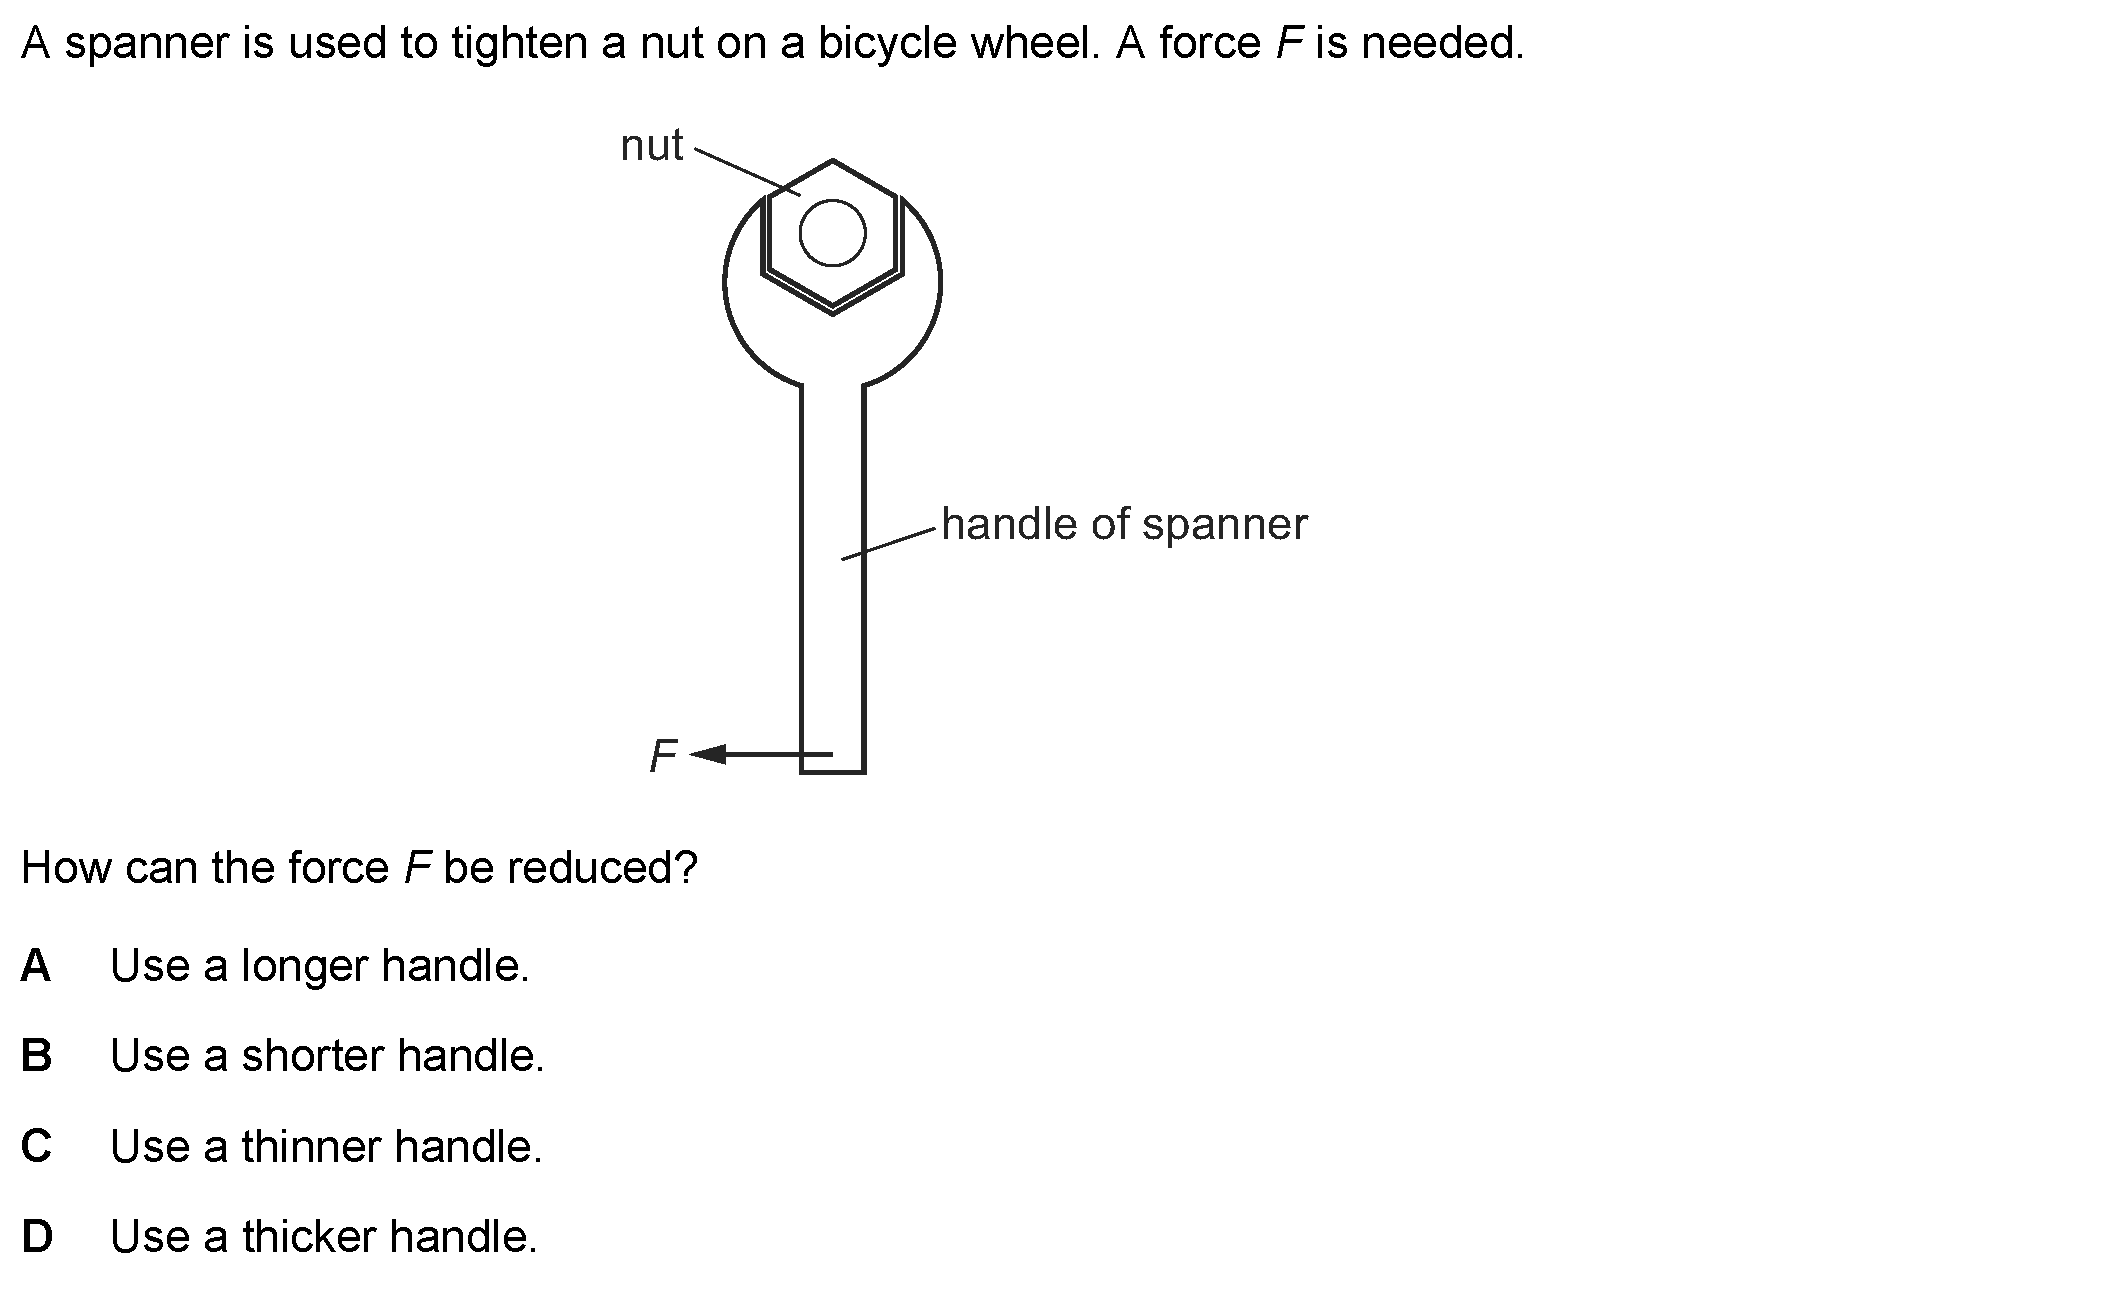 A spanner is used to tighten a nut on a bicycle wheel. A force F is needed.
nut
handle of spanner
F
How can the force F be reduced?
A Use a longer handle.
B Use a shorter handle.
C Use a thinner handle.
D Use a thicker handle.